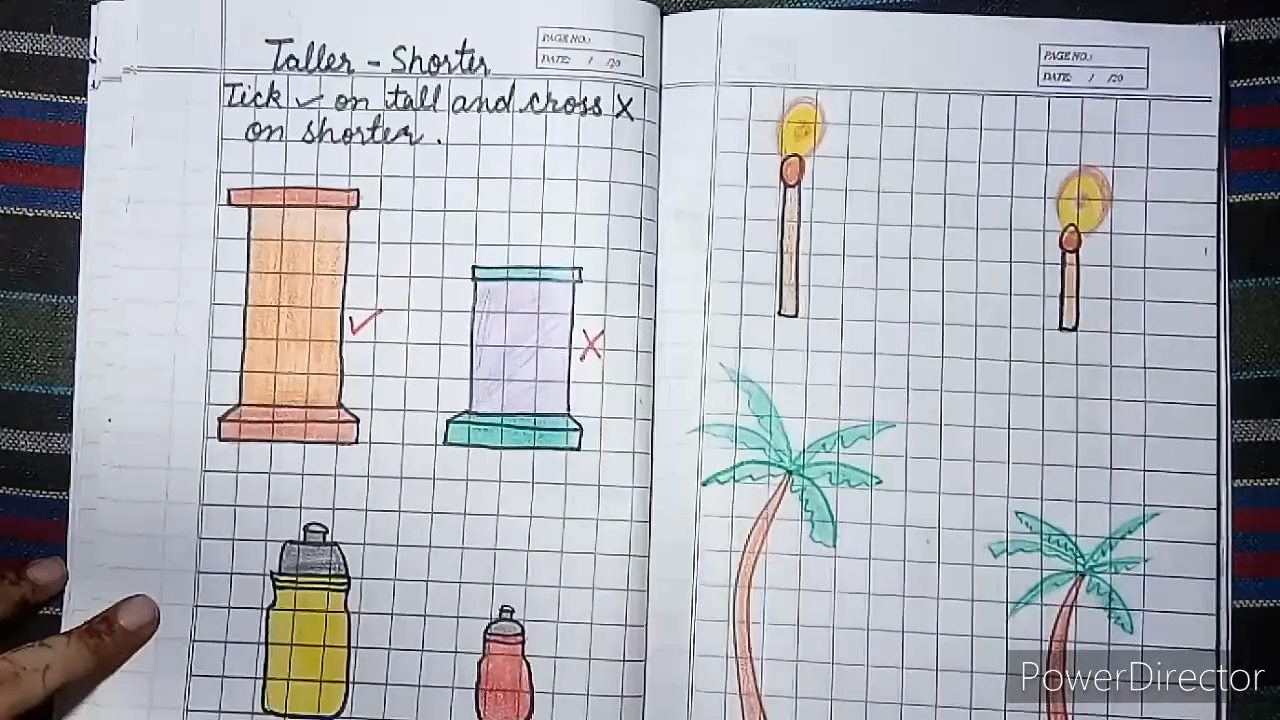 Taller - Shorter
PAGE NO.:
DATE: / /20
Tick ✓ on tall and cross X
on shorter.
PAGE NO.:
DATE: / /20
PowerDirector